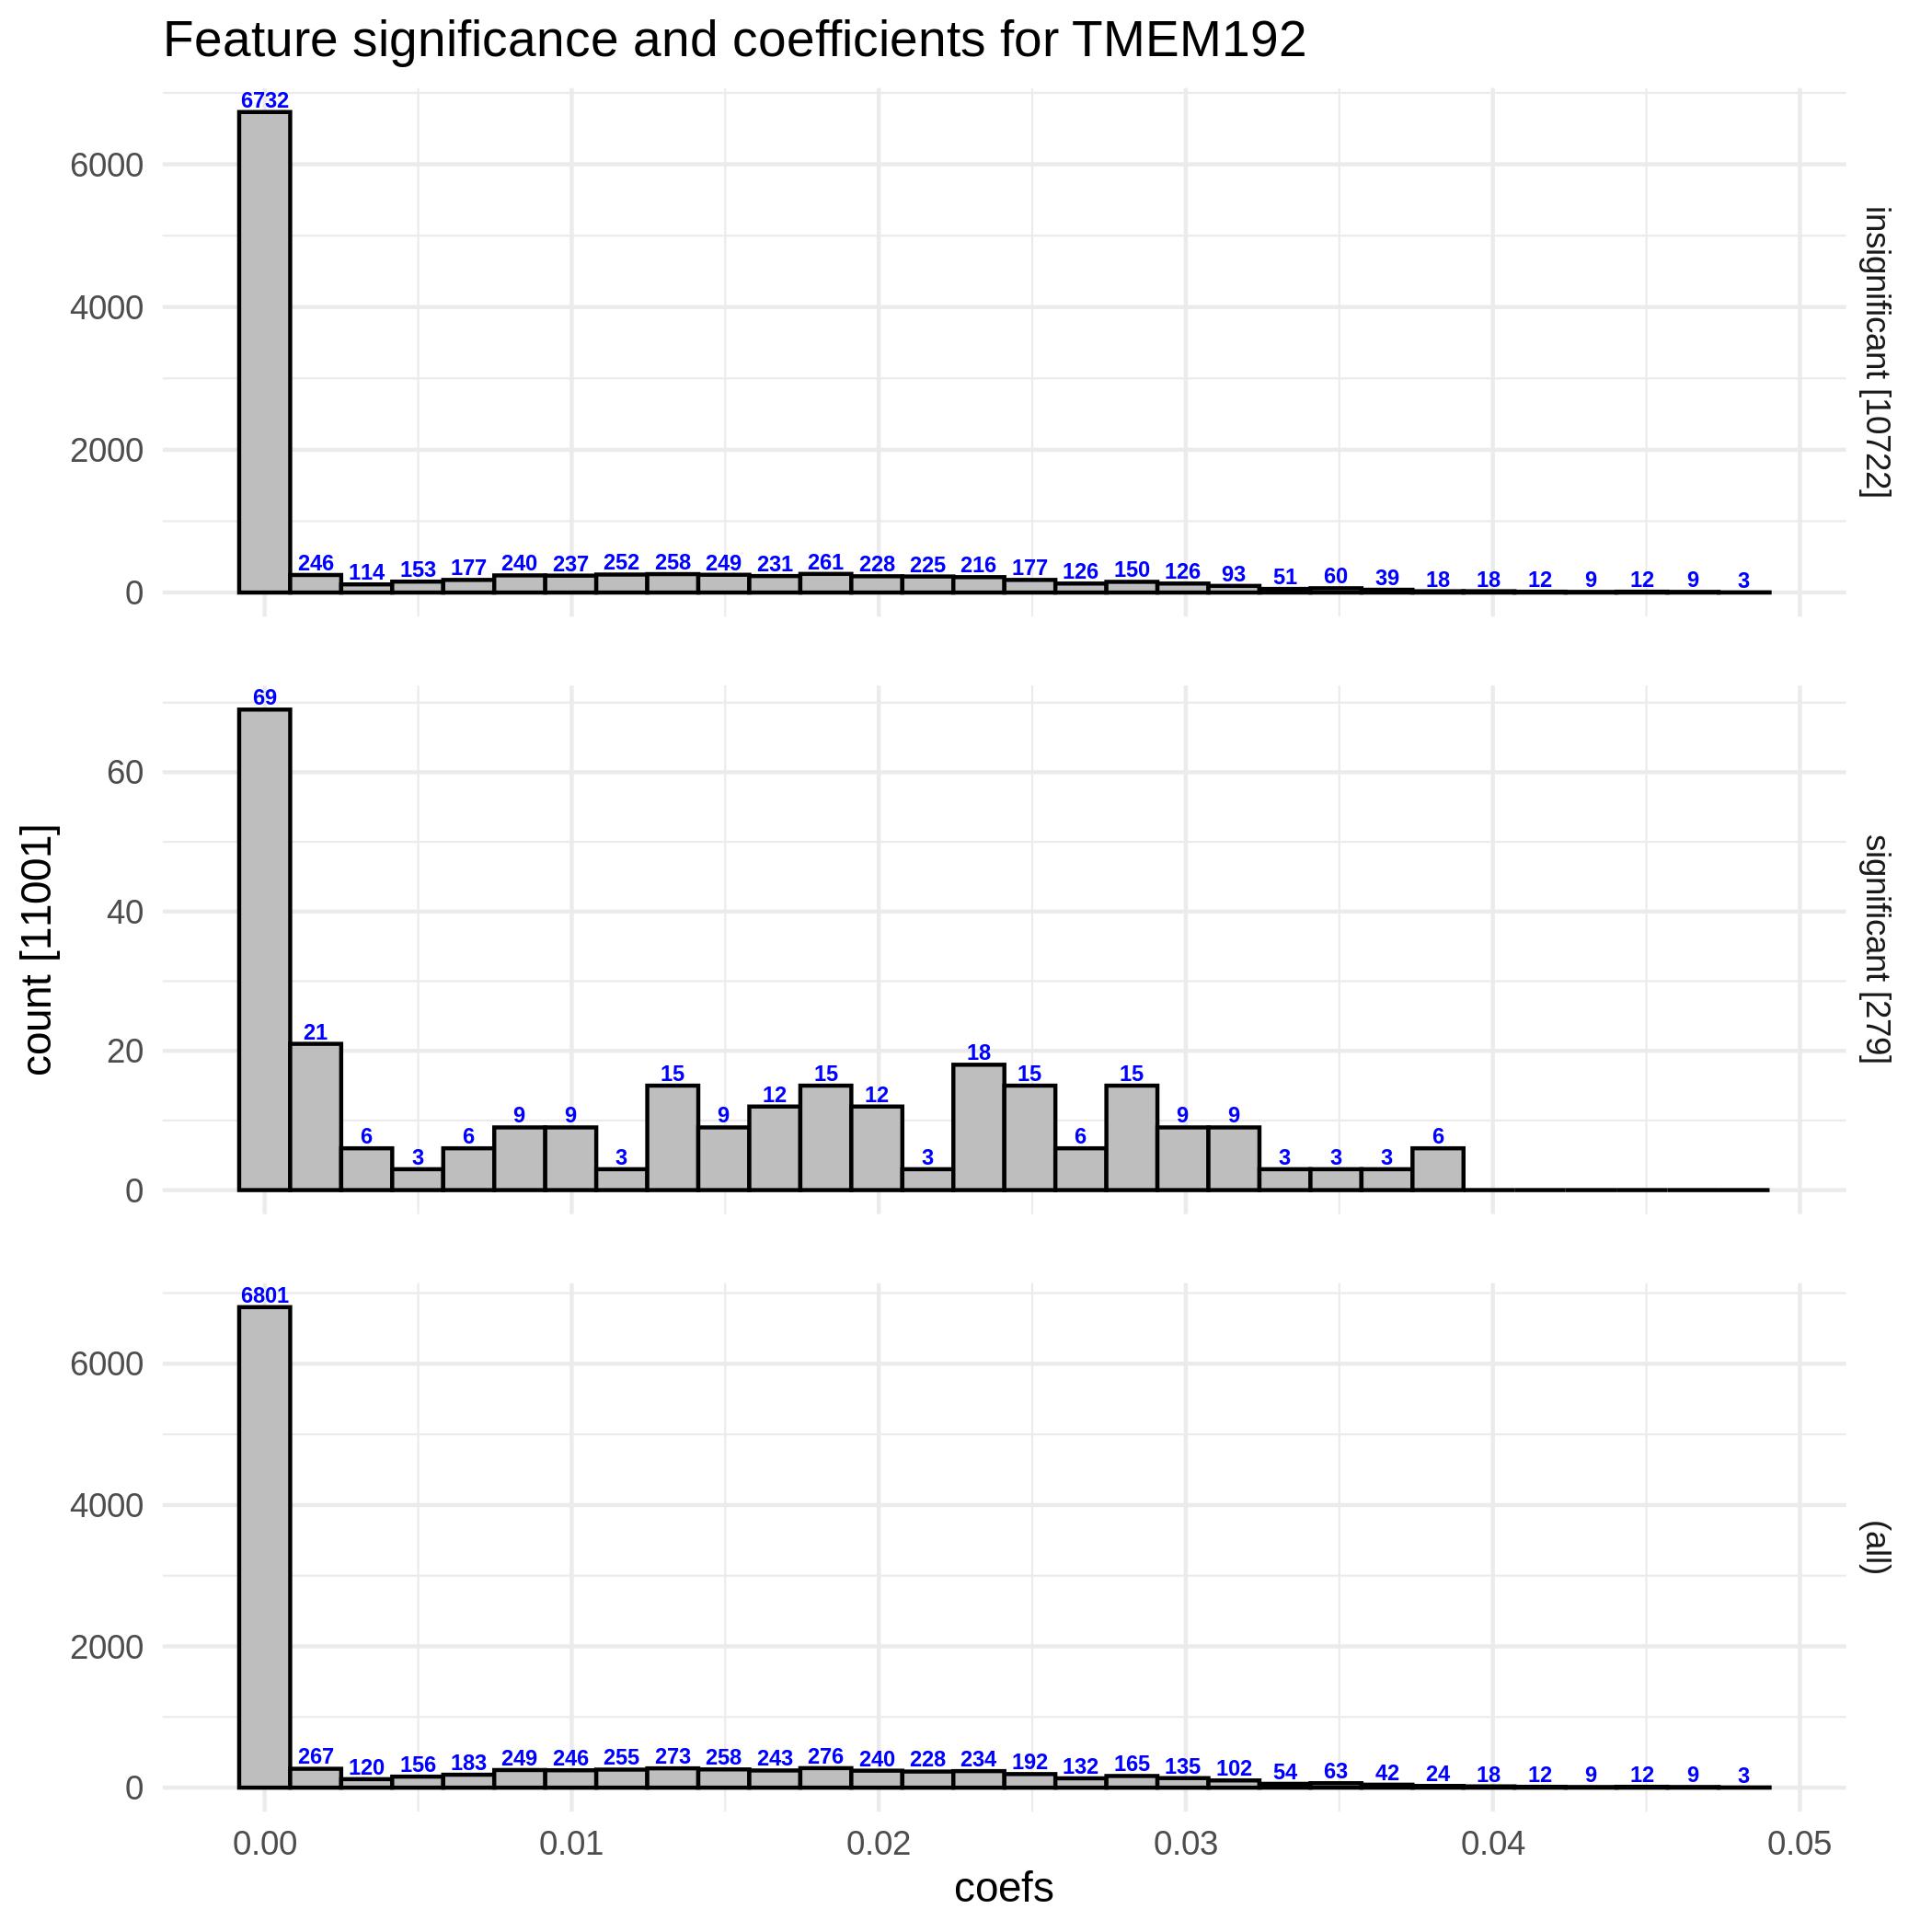 Feature significance and coefficients for TMEM192
6732
6000
4000
2000
0
246 114 153 177 240 237 252 258 249 231 261 228 225 216 177 126 150 126 93 51 60 39 18 18 12 9 12 9 3
insignificant [10722]
count [11001]
69
60
40
20
0
21 6 3 6 9 9 3 15 9 12 15 12 3 18 15 6 15 9 9 3 3 3 6
significant [279]
6801
6000
4000
2000
0
267 120 156 183 249 246 255 273 258 243 276 240 228 234 192 132 165 135 102 54 63 42 24 18 12 9 12 9 3
(all)
0.00 0.01 0.02 0.03 0.04 0.05
coefs